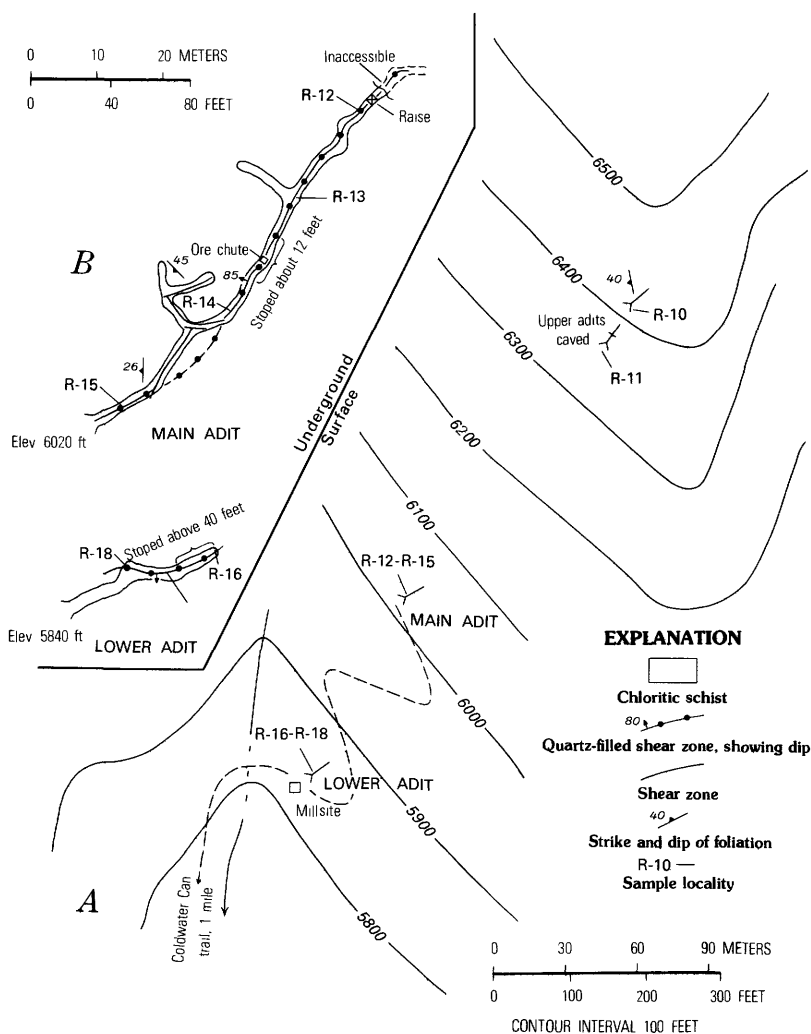 0 10 20 METERS
0 40 80 FEET
Inaccessible
R-12
Raise
R-13
B
Ore chute
45
85
Stoped about 12 feet
R-14
26
R-15
Elev 6020 ft
MAIN ADIT
Underground
Surface
6500
6400
40
R-10
Upper adits
caved
R-11
6300
6200
Stoped above 40 feet
R-18
R-16
Elev 5840 ft
LOWER ADIT
6100
R-12-R-15
MAIN ADIT
6000
R-16-R-18
LOWER ADIT
Millsite
5900
5800
A
Coldwater Can
trail, 1 mile
EXPLANATION
Chloritic schist
80
Quartz-filled shear zone, showing dip
Shear zone
40
Strike and dip of foliation
R-10
Sample locality
0 30 60 90 METERS
0 100 200 300 FEET
CONTOUR INTERVAL 100 FEET